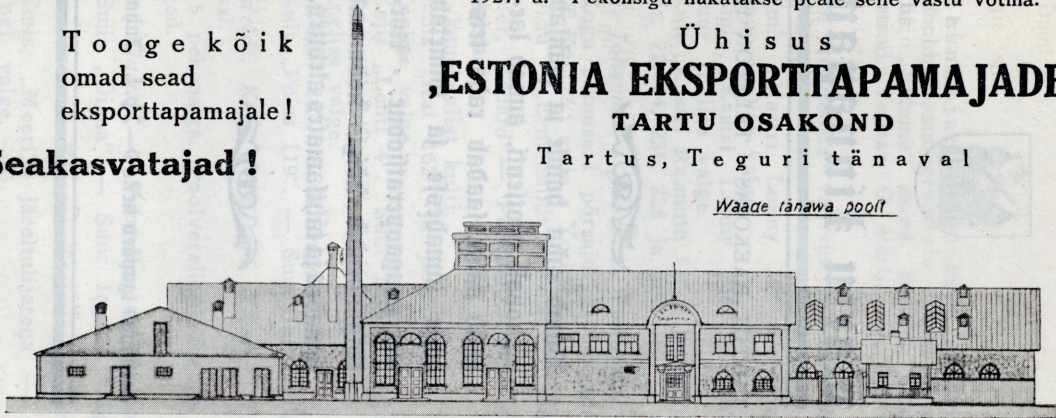 Tooge kõik
omad sead
eksporttapamajale!
Seakasvatajad!
1927. a. Pekonsigu hakatakse peale selle vastu võtma.
Ühisus
„ESTONIA EKSPORTTAPAMAJADE
TARTU OSAKOND
Tartus, Teguri tänaval
Waade tänawa poolt